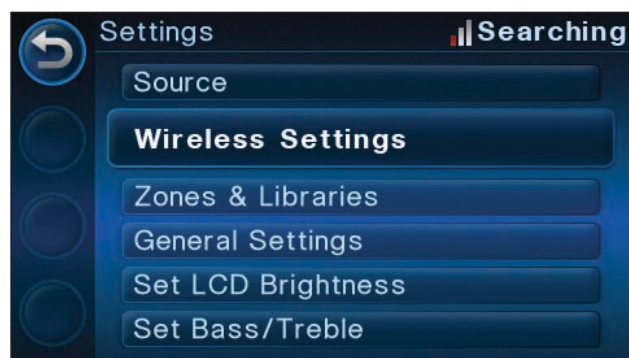 Settings Searching
Source
Wireless Settings
Zones & Libraries
General Settings
Set LCD Brightness
Set Bass/Treble